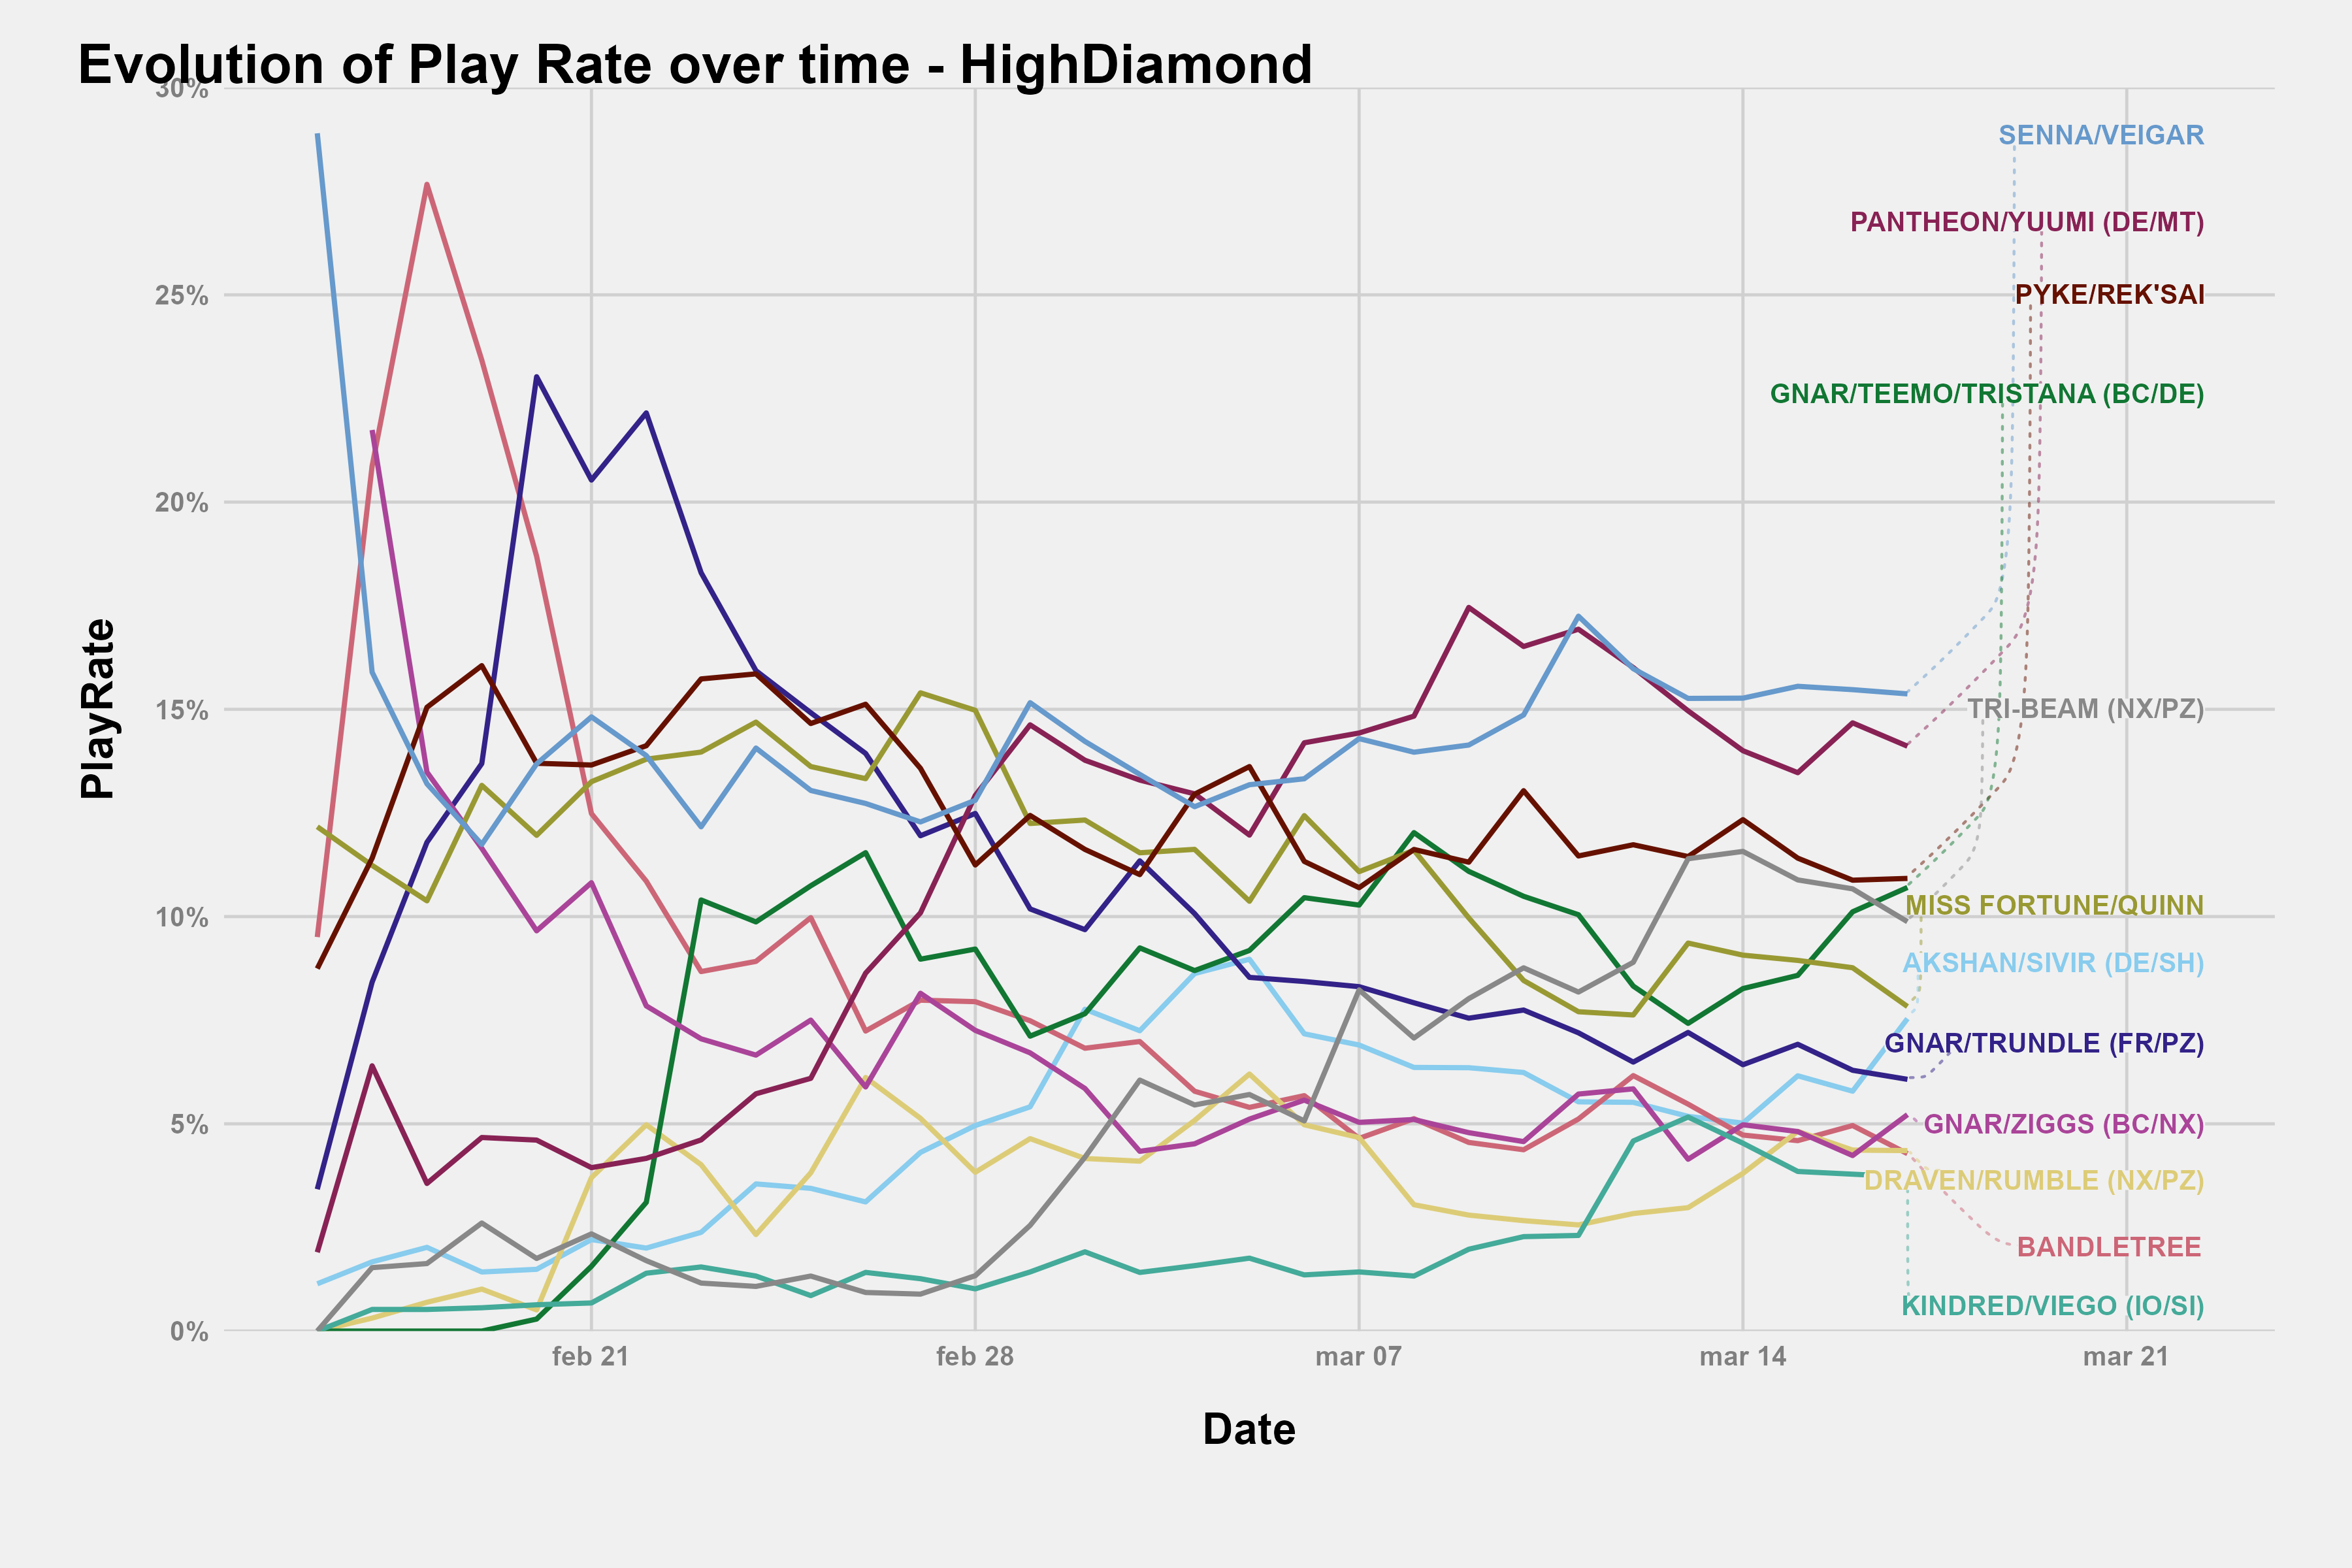 Evolution of Play Rate over time - HighDiamond
30%
SENNA/VEIGAR
PANTHEON/YUUMI (DE/MT)
25%
PYKE/REK'SAI
GNAR/TEEMO/TRISTANA (BC/DE)
20%
PlayRate
15%
TRI-BEAM (NX/PZ)
10%
MISS FORTUNE/QUINN
AKSHAN/SIVIR (DE/SH)
GNAR/TRUNDLE (FR/PZ)
5%
GNAR/ZIGGS (BC/NX)
DRAVEN/RUMBLE (NX/PZ)
BANDLETREE
KINDRED/VIEGO (IO/SI)
0%
feb 21
feb 28
mar 07
mar 14
mar 21
Date